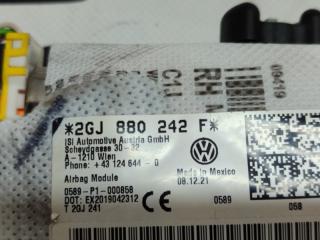 *2GJ 880 242 F*
iSi Automotive Austria GmbH
Scheydgasse 30-32
A-1210 Wien
Phone: +43 124 644-0
Made in Mexico
08.12.21
Airbag Module
0589-P1-000858
DOT: EX2019042312
T 2GJ 241
0589
058
RH